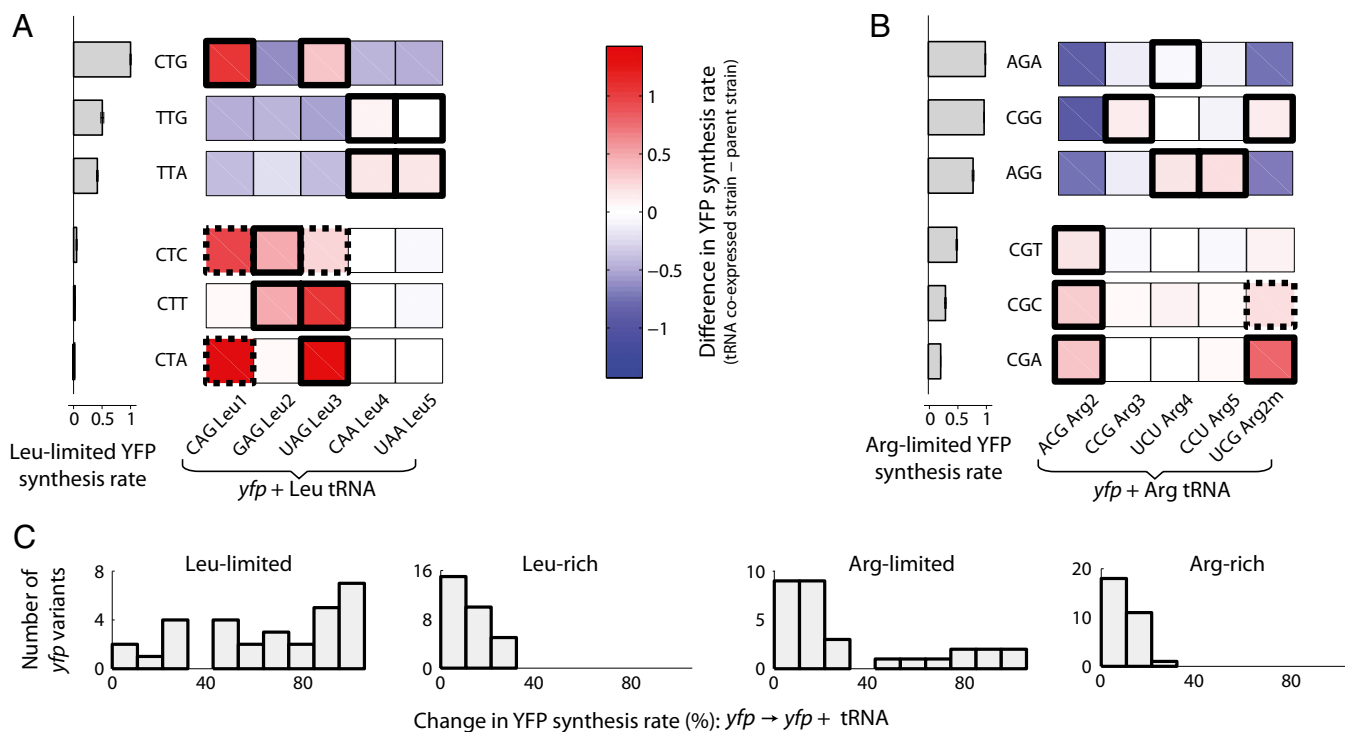 A
CTG
TTG
TTA
CTC
CTT
CTA
0 0.5 1
Leu-limited YFP
synthesis rate
CAG Leu1
GAG Leu2
UAG Leu3
CAA Leu4
UAA Leu5
yfp + Leu tRNA
1
0.5
0
−0.5
−1
Difference in YFP synthesis rate
(tRNA co-expressed strain – parent strain)
B
AGA
CGG
AGG
CGT
CGC
CGA
0 0.5 1
Arg-limited YFP
synthesis rate
ACG Arg2
CCG Arg3
UCU Arg4
CCU Arg5
UCG Arg2m
yfp + Arg tRNA
C
Number of
yfp variants
Leu-limited
8
4
0
0 40 80
Leu-rich
16
8
0
0 40 80
Arg-limited
10
5
0
0 40 80
Arg-rich
20
10
0
0 40 80
Change in YFP synthesis rate (%): yfp → yfp + tRNA